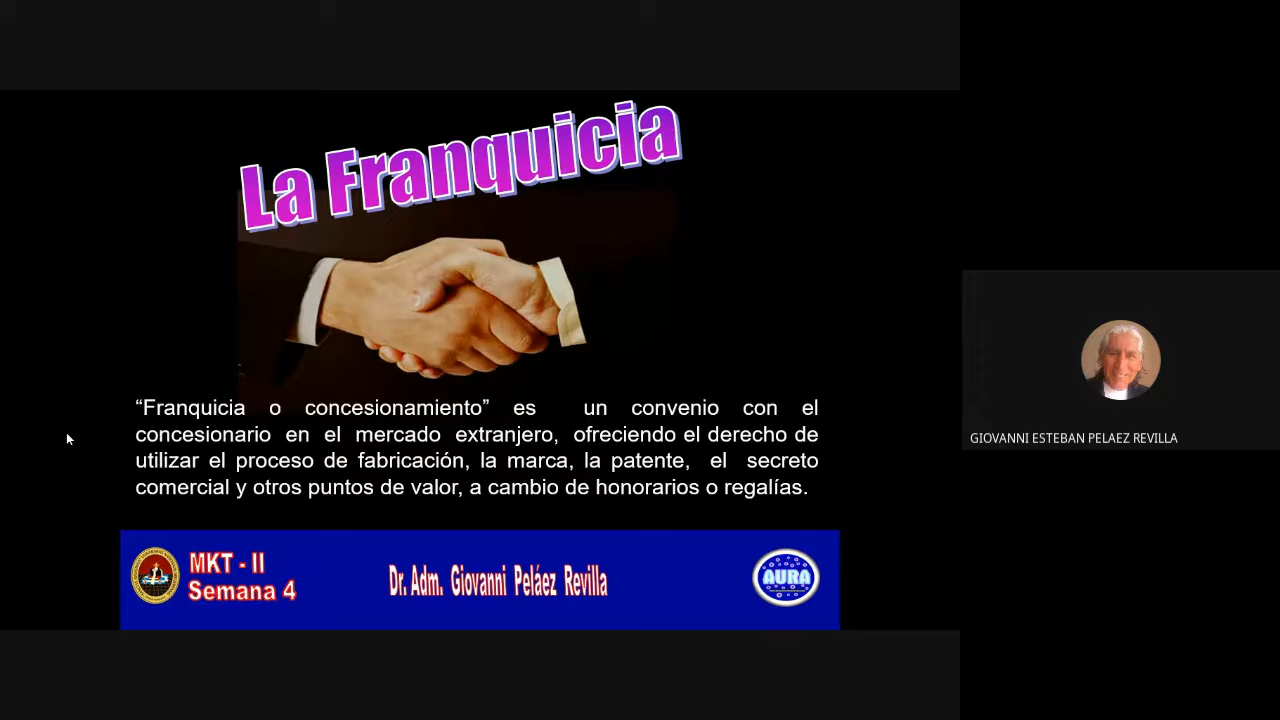 La Franquicia
“Franquicia o concesionamiento” es un convenio con el
concesionario en el mercado extranjero, ofreciendo el derecho de
utilizar el proceso de fabricación, la marca, la patente, el secreto
comercial y otros puntos de valor, a cambio de honorarios o regalías.
GIOVANNI ESTEBAN PELAEZ REVILLA
MKT - II
Semana 4
Dr. Adm. Giovanni Peláez Revilla
AURA